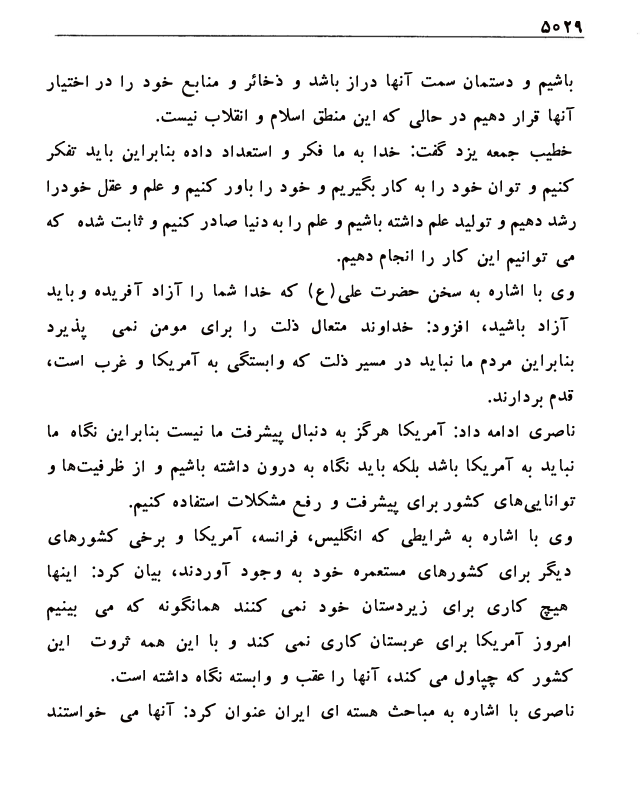 ۵۰۲۹
باشیم و دستمان سمت آنها دراز باشد و ذخائر و منابع خود را در اختیار
آنها قرار دهیم در حالی که این منطق اسلام و انقلاب نیست.
خطیب جمعه یزد گفت: خدا به ما فکر و استعداد داده بنابراین باید تفکر
کنیم و توان خود را به کار بگیریم و خود را باور کنیم و علم و عقل خودرا
رشد دهیم و تولید علم داشته باشیم و علم را به دنیا صادر کنیم و ثابت شده که
می توانیم این کار را انجام دهیم.
وی با اشاره به سخن حضرت علی(ع) که خدا شما را آزاد آفریده و باید
آزاد باشید، افزود: خداوند متعال ذلت را برای مومن نمی پذیرد
بنابراین مردم ما نباید در مسیر ذلت که وابستگی به آمریکا و غرب است،
قدم بردارند.
ناصری ادامه داد: آمریکا هرگز به دنبال پیشرفت ما نیست بنابراین نگاه ما
نباید به آمریکا باشد بلکه باید نگاه به درون داشته باشیم و از ظرفیت‌ها و
توانایی‌های کشور برای پیشرفت و رفع مشکلات استفاده کنیم.
وی با اشاره به شرایطی که انگلیس، فرانسه، آمریکا و برخی کشورهای
دیگر برای کشورهای مستعمره خود به وجود آوردند، بیان کرد: اینها
هیچ کاری برای زیردستان خود نمی کنند همانگونه که می بینیم
امروز آمریکا برای عربستان کاری نمی کند و با این همه ثروت این
کشور که چپاول می کند، آنها را عقب و وابسته نگاه داشته است.
ناصری با اشاره به مباحث هسته ای ایران عنوان کرد: آنها می خواستند